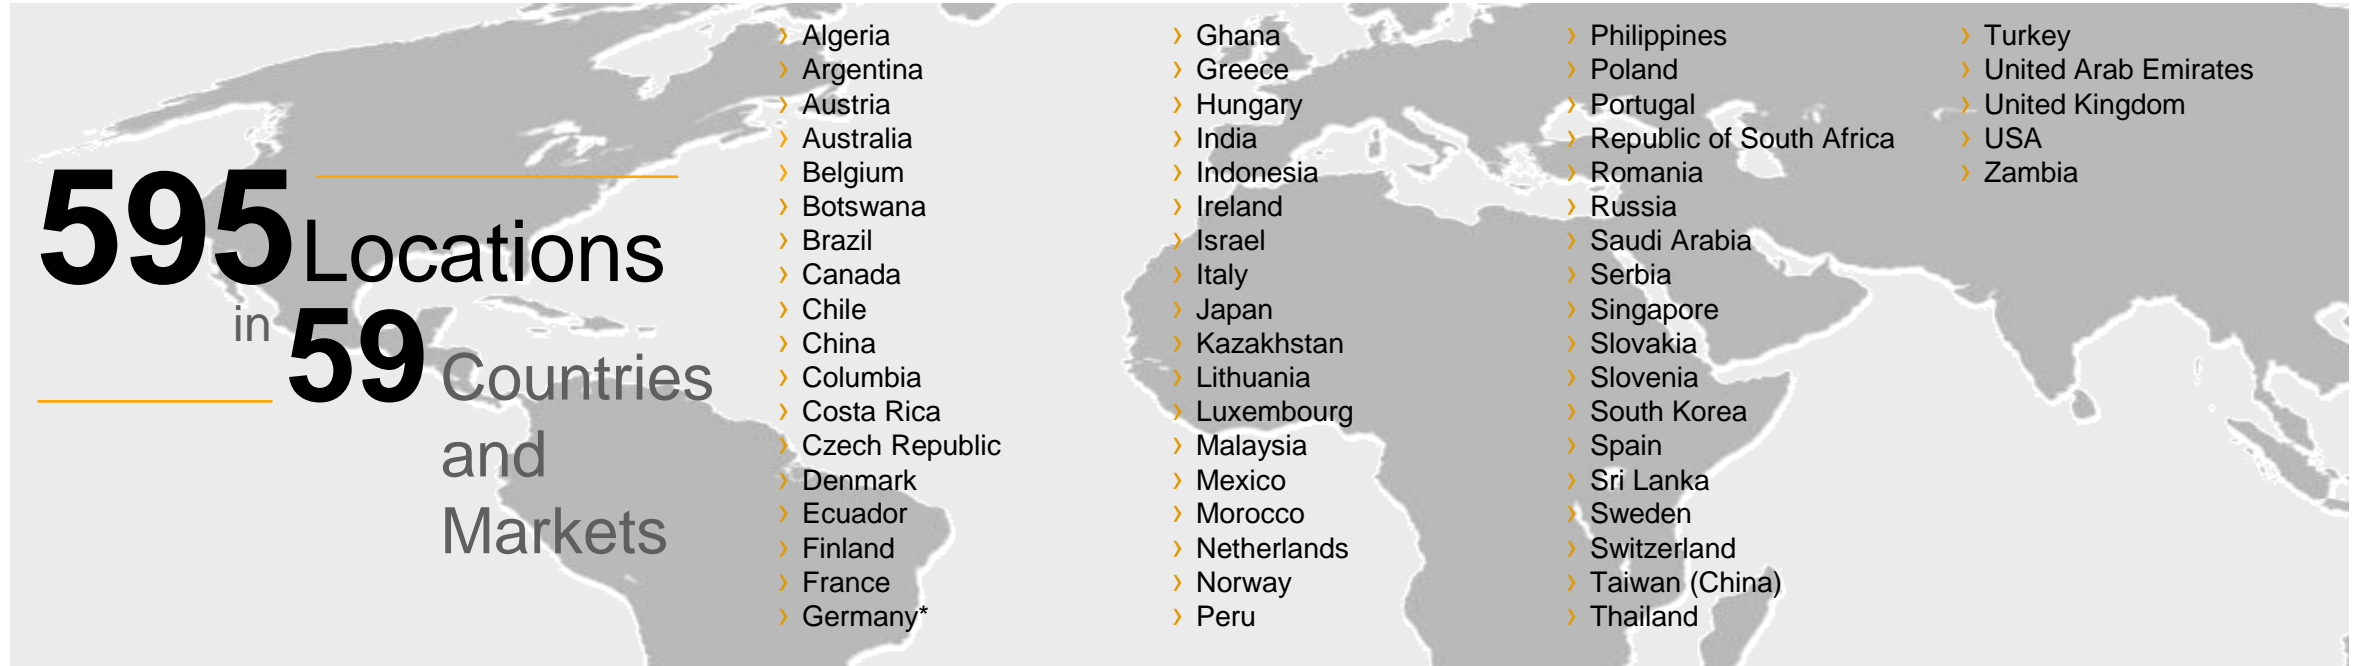 595 Locations
in 59 Countries
and
Markets
› Algeria
› Argentina
› Austria
› Australia
› Belgium
› Botswana
› Brazil
› Canada
› Chile
› China
› Columbia
› Costa Rica
› Czech Republic
› Denmark
› Ecuador
› Finland
› France
› Germany*
› Ghana
› Greece
› Hungary
› India
› Indonesia
› Ireland
› Israel
› Italy
› Japan
› Kazakhstan
› Lithuania
› Luxembourg
› Malaysia
› Mexico
› Morocco
› Netherlands
› Norway
› Peru
› Philippines
› Poland
› Portugal
› Republic of South Africa
› Romania
› Russia
› Saudi Arabia
› Serbia
› Singapore
› Slovakia
› Slovenia
› South Korea
› Spain
› Sri Lanka
› Sweden
› Switzerland
› Taiwan (China)
› Thailand
› Turkey
› United Arab Emirates
› United Kingdom
› USA
› Zambia